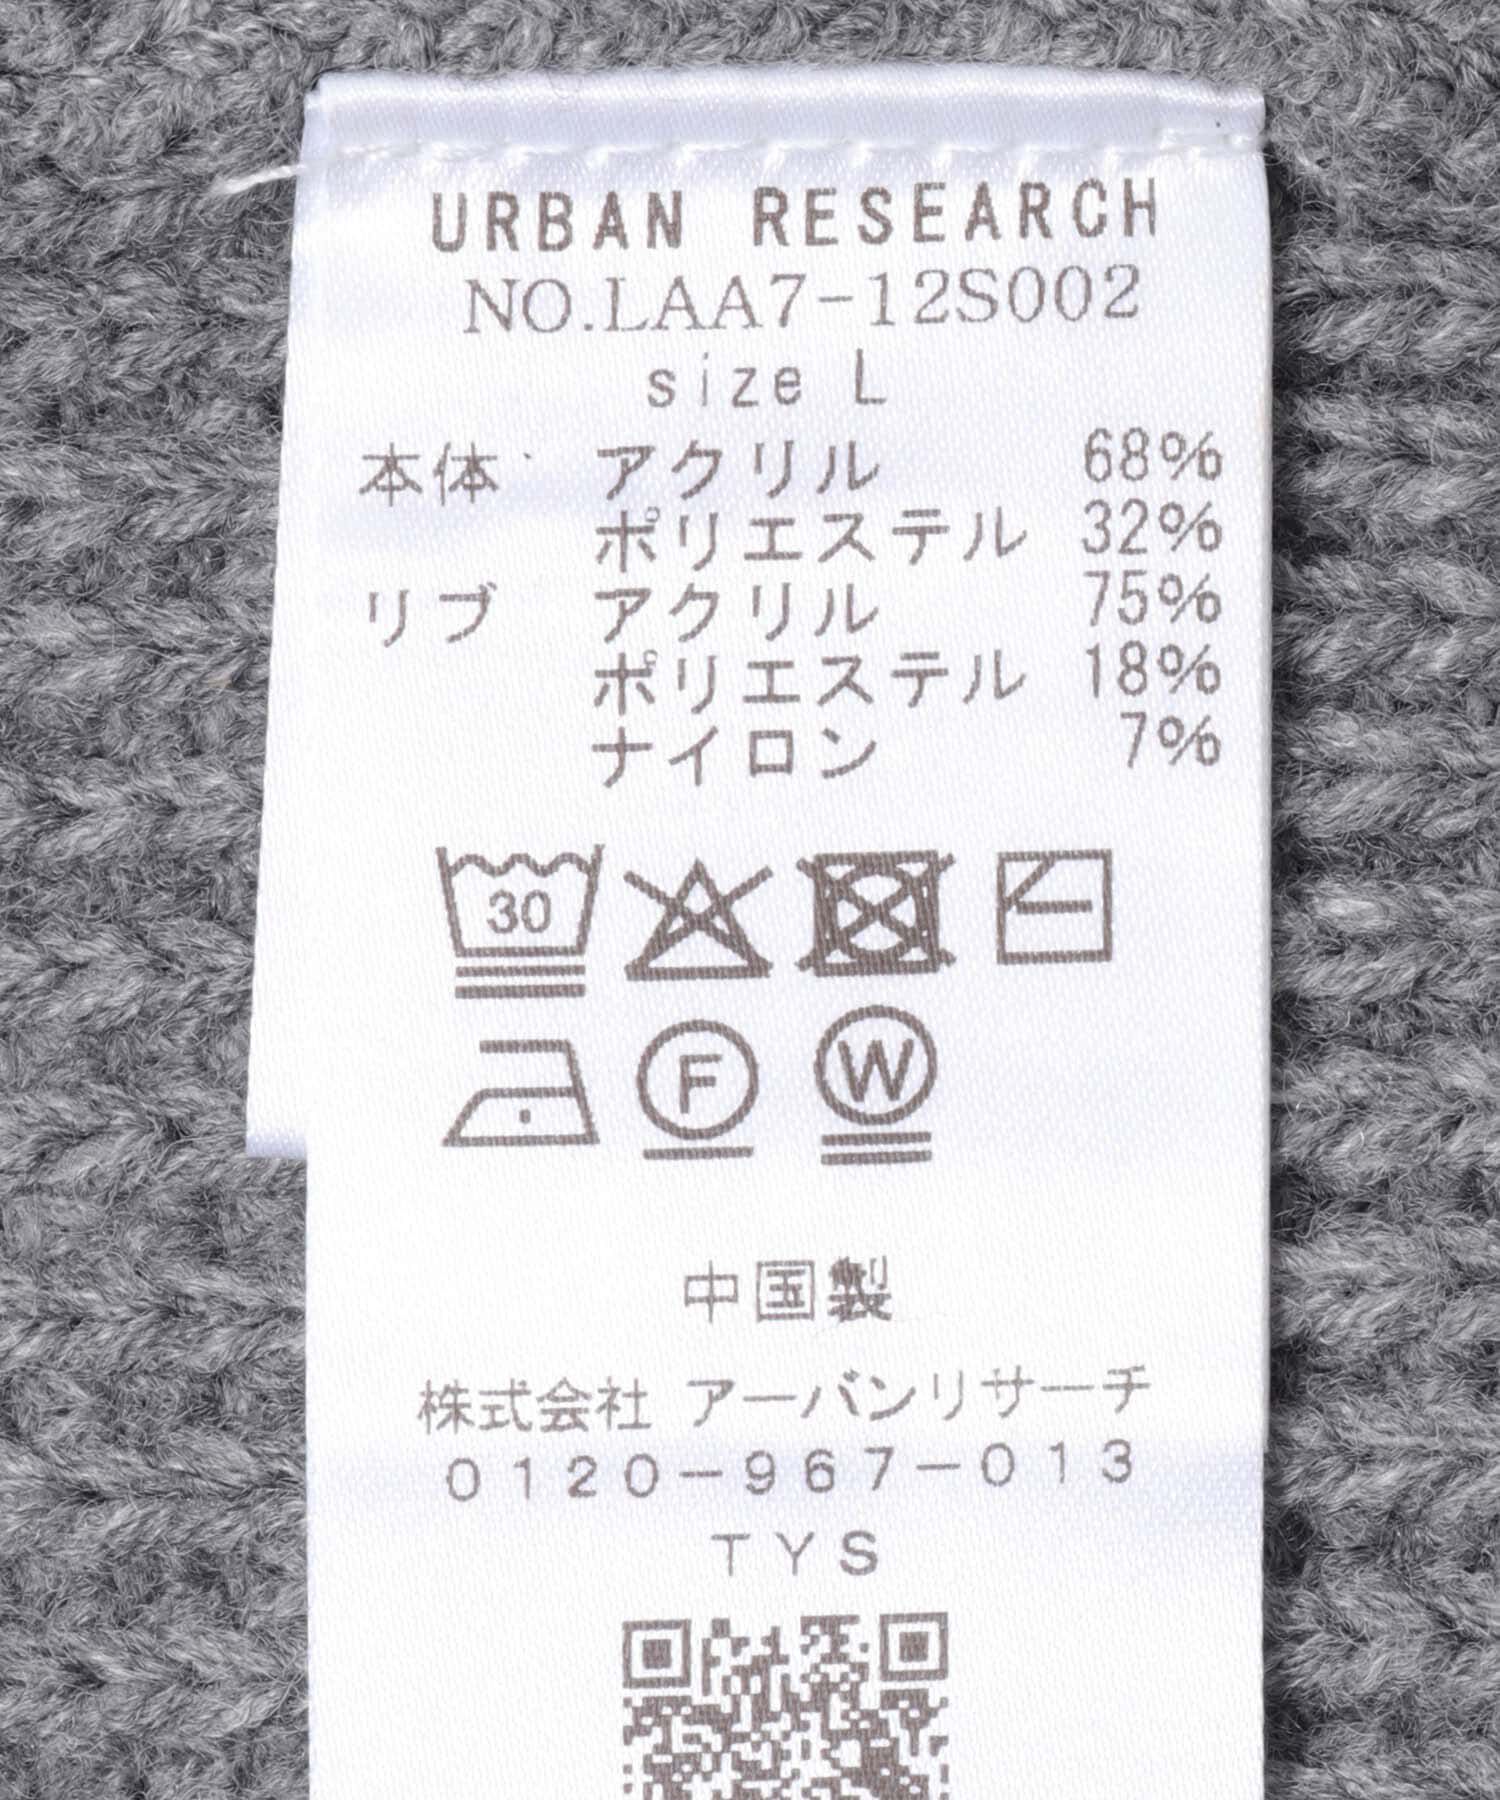 URBAN RESEARCH
NO.LAA7-12S002
size L
本体 アクリル 68%
ポリエステル 32%
リブ アクリル 75%
ポリエステル 18%
ナイロン 7%
30
F W
中国製
株式会社 アーバンリサーチ
0120-967-013
TYS